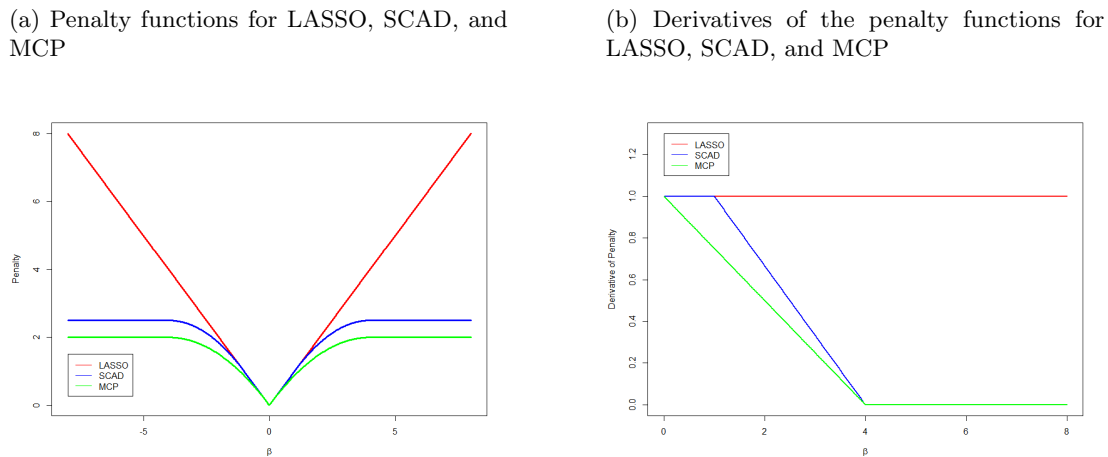 (a) Penalty functions for LASSO, SCAD, and
MCP
8
6
4
2
0
Penalty
LASSO
SCAD
MCP
-5
0
5
β
(b) Derivatives of the penalty functions for
LASSO, SCAD, and MCP
1.2
1.0
0.8
0.6
0.4
0.2
0.0
Derivative of Penalty
LASSO
SCAD
MCP
0
2
4
6
8
β